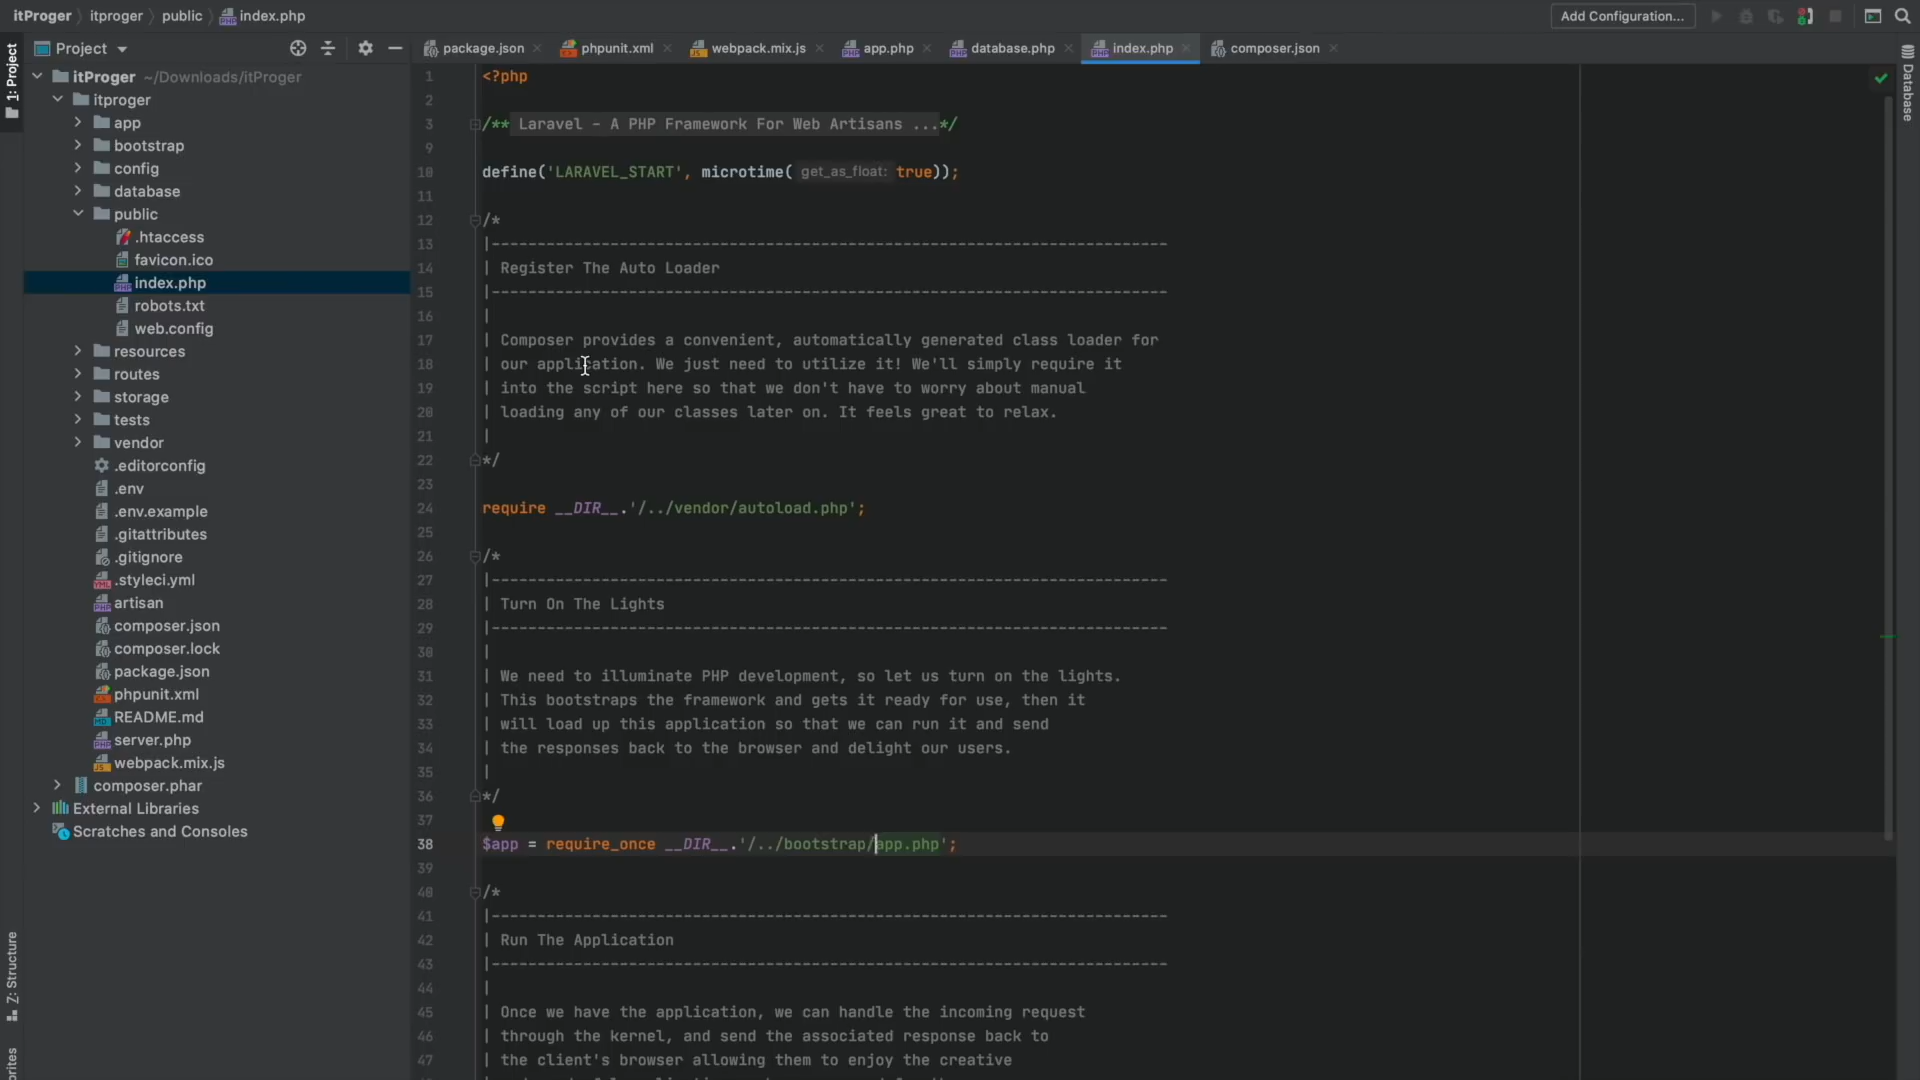 itProger
itproger
public
index.php
Add Configuration...
1: Project
Project
package.json
phpunit.xml
webpack.mix.js
app.php
database.php
index.php
composer.json
Database
itProger ~/Downloads/itProger
itproger
app
bootstrap
config
database
public
.htaccess
favicon.ico
index.php
robots.txt
web.config
resources
routes
storage
tests
vendor
.editorconfig
.env
.env.example
.gitattributes
.gitignore
.styleci.yml
artisan
composer.json
composer.lock
package.json
phpunit.xml
README.md
server.php
webpack.mix.js
composer.phar
External Libraries
Scratches and Consoles
Z: Structure
1 <?php
2
3 /** Laravel - A PHP Framework For Web Artisans ...*/
9
10 define('LARAVEL_START', microtime( get_as_float: true));
11
12 /*
13 |--------------------------------------------------------------------------
14 | Register The Auto Loader
15 |--------------------------------------------------------------------------
16 |
17 | Composer provides a convenient, automatically generated class loader for
18 | our application. We just need to utilize it! We'll simply require it
19 | into the script here so that we don't have to worry about manual
20 | loading any of our classes later on. It feels great to relax.
21 |
22 */
23
24 require __DIR__.'/../vendor/autoload.php';
25
26 /*
27 |--------------------------------------------------------------------------
28 | Turn On The Lights
29 |--------------------------------------------------------------------------
30 |
31 | We need to illuminate PHP development, so let us turn on the lights.
32 | This bootstraps the framework and gets it ready for use, then it
33 | will load up this application so that we can run it and send
34 | the responses back to the browser and delight our users.
35 |
36 */
37
38 $app = require_once __DIR__.'/../bootstrap/app.php';
39
40 /*
41 |--------------------------------------------------------------------------
42 | Run The Application
43 |--------------------------------------------------------------------------
44 |
45 | Once we have the application, we can handle the incoming request
46 | through the kernel, and send the associated response back to
47 | the client's browser allowing them to enjoy the creative